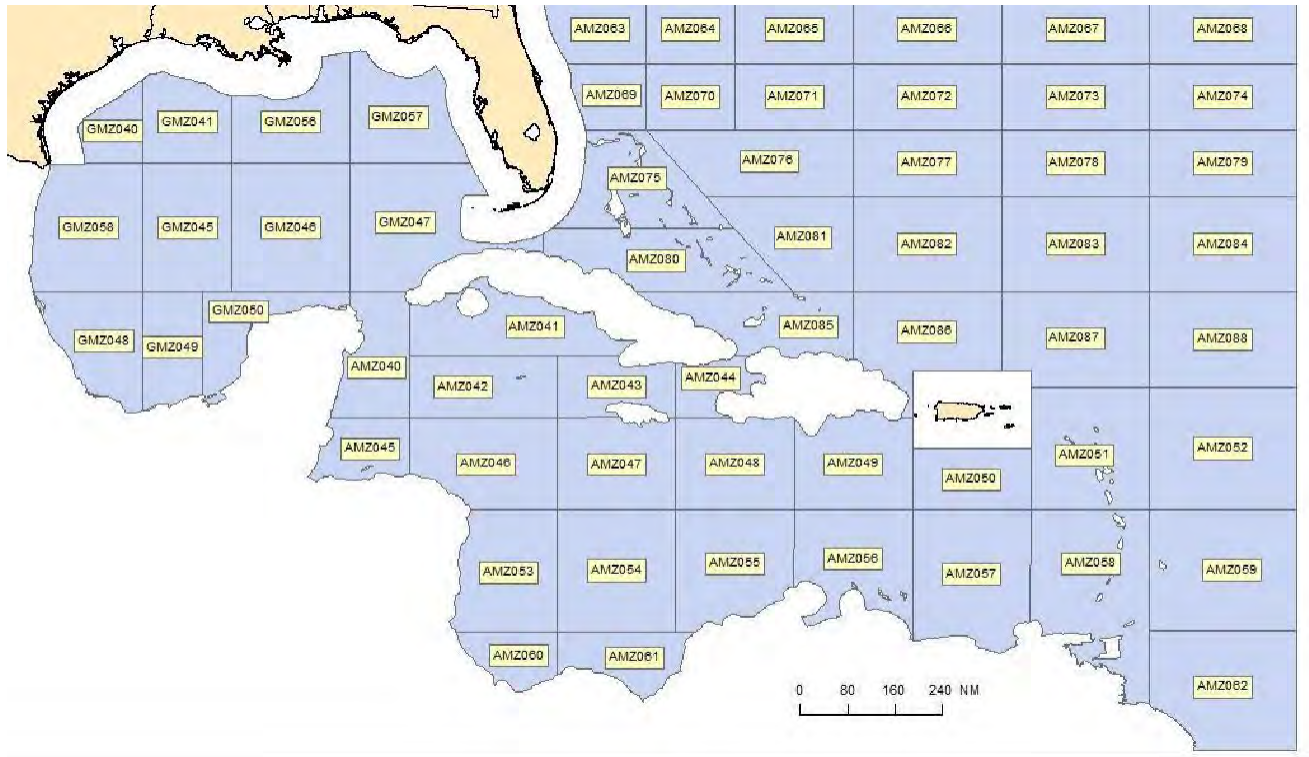 AMZ063 AMZ064 AMZ065 AMZ066 AMZ067 AMZ068
AMZ069 AMZ070 AMZ071 AMZ072 AMZ073 AMZ074
GMZ040 GMZ041 GMZ056 GMZ057
AMZ075 AMZ076 AMZ077 AMZ078 AMZ079
GMZ058 GMZ045 GMZ046 GMZ047
AMZ080 AMZ081 AMZ082 AMZ083 AMZ084
GMZ048 GMZ049 GMZ050
AMZ041 AMZ085 AMZ086 AMZ087 AMZ088
AMZ040 AMZ042 AMZ043 AMZ044
AMZ045 AMZ046 AMZ047 AMZ048 AMZ049 AMZ050 AMZ051 AMZ052
AMZ053 AMZ054 AMZ055 AMZ056 AMZ057 AMZ058 AMZ059
AMZ060 AMZ061 AMZ062
0 80 160 240 NM